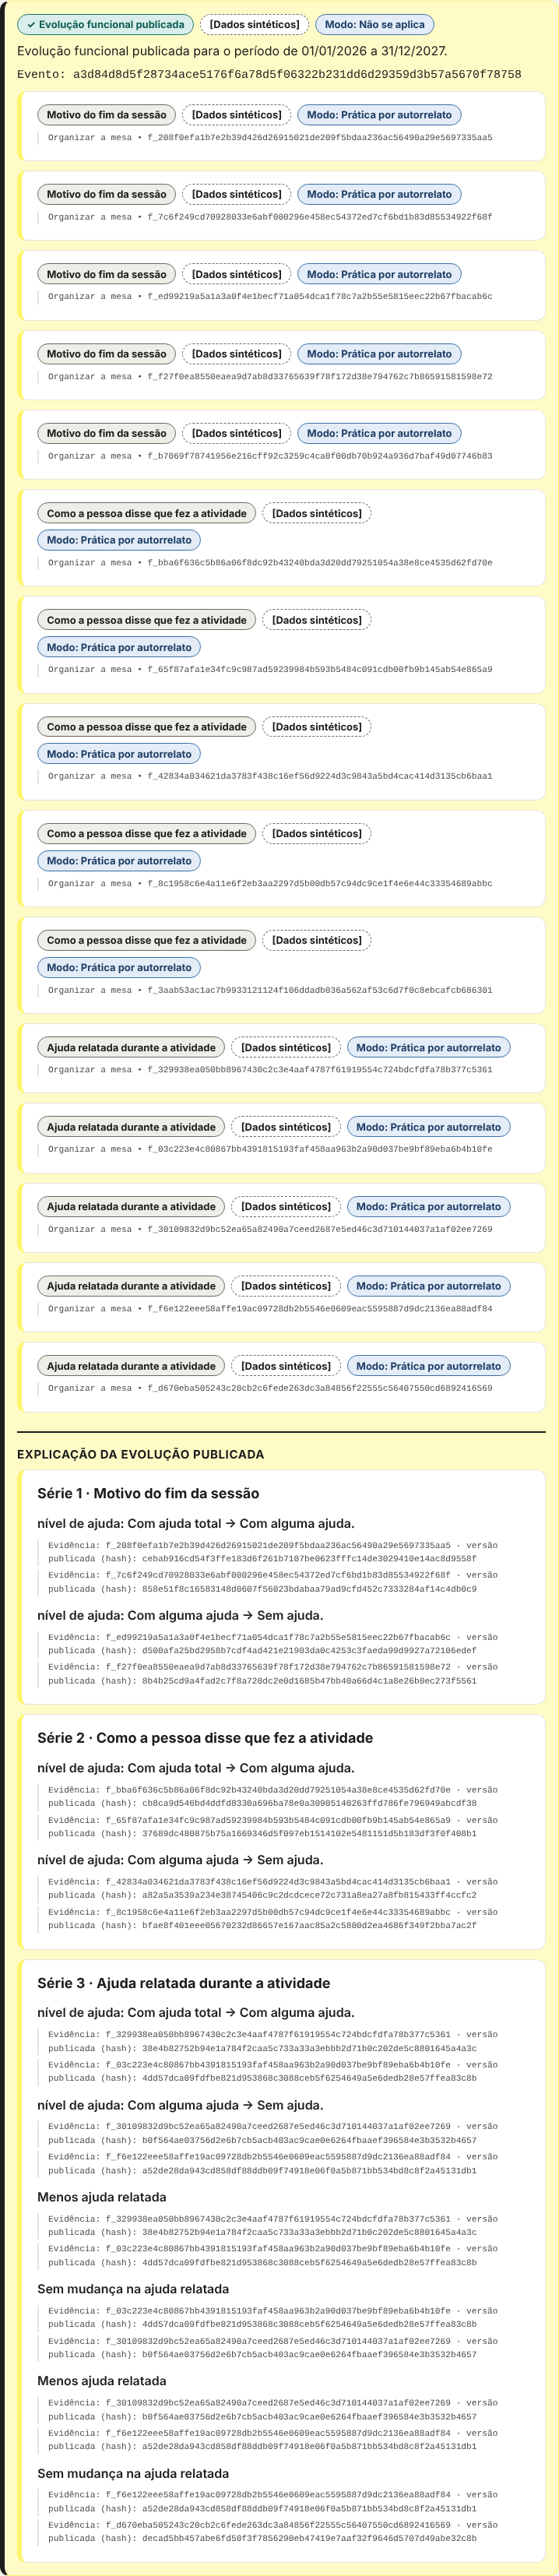 ✓ Evolução funcional publicada [Dados sintéticos] Modo: Não se aplica
Evolução funcional publicada para o período de 01/01/2026 a 31/12/2027.
Evento: a3d84d8d5f28734ace5176f6a78d5f06322b231dd6d29359d3b57a5670f78758
Motivo do fim da sessão [Dados sintéticos] Modo: Prática por autorrelato
Organizar a mesa • f_208f0efa1b7e2b39d426d26915021de209f5bdaa236ac56490a29e5697335aa5
Motivo do fim da sessão [Dados sintéticos] Modo: Prática por autorrelato
Organizar a mesa • f_7c6f249cd70928033e6abf000296e458ec54372ed7cf6bd1b83d85534922f68f
Motivo do fim da sessão [Dados sintéticos] Modo: Prática por autorrelato
Organizar a mesa • f_ed99219a5a1a3a0f4e1becf71a054dca1f78c7a2b55e5815eec22b67fbacab6c
Motivo do fim da sessão [Dados sintéticos] Modo: Prática por autorrelato
Organizar a mesa • f_f27f0ea8550eaea9d7ab8d33765639f78f172d38e794762c7b86591581598e72
Motivo do fim da sessão [Dados sintéticos] Modo: Prática por autorrelato
Organizar a mesa • f_b7069f78741956e216cff92c3259c4ca0f00db70b924a936d7baf49d07746b83
Como a pessoa disse que fez a atividade [Dados sintéticos]
Modo: Prática por autorrelato
Organizar a mesa • f_bba6f636c5b86a06f8dc92b43240bda3d20dd79251054a38e8ce4535d62fd70e
Como a pessoa disse que fez a atividade [Dados sintéticos]
Modo: Prática por autorrelato
Organizar a mesa • f_65f87afa1e34fc9c987ad59239984b593b5484c091cdb00fb9b145ab54e865a9
Como a pessoa disse que fez a atividade [Dados sintéticos]
Modo: Prática por autorrelato
Organizar a mesa • f_42834a034621da3783f438c16ef56d9224d3c9843a5bd4cac414d3135cb6baa1
Como a pessoa disse que fez a atividade [Dados sintéticos]
Modo: Prática por autorrelato
Organizar a mesa • f_8c1958c6e4a11e6f2eb3aa2297d5b00db57c94dc9ce1f4e6e44c33354689abbc
Como a pessoa disse que fez a atividade [Dados sintéticos]
Modo: Prática por autorrelato
Organizar a mesa • f_3aab53ac1ac7b9933121124f106ddadb036a562af53c6d7f0c8ebcafcb686301
Ajuda relatada durante a atividade [Dados sintéticos] Modo: Prática por autorrelato
Organizar a mesa • f_329938ea050bb8967430c2c3e4aaf4787f61919554c724bdcfdfa78b377c5361
Ajuda relatada durante a atividade [Dados sintéticos] Modo: Prática por autorrelato
Organizar a mesa • f_03c223e4c80867bb4391815193faf458aa963b2a90d037be9bf89eba6b4b10fe
Ajuda relatada durante a atividade [Dados sintéticos] Modo: Prática por autorrelato
Organizar a mesa • f_30109832d9bc52ea65a82490a7ceed2687e5ed46c3d710144037a1af02ee7269
Ajuda relatada durante a atividade [Dados sintéticos] Modo: Prática por autorrelato
Organizar a mesa • f_f6e122eee58affe19ac09728db2b5546e0609eac5595887d9dc2136ea88adf84
Ajuda relatada durante a atividade [Dados sintéticos] Modo: Prática por autorrelato
Organizar a mesa • f_d670eba505243c20cb2c6fede263dc3a84856f22555c56407550cd6892416569
EXPLICAÇÃO DA EVOLUÇÃO PUBLICADA
Série 1 · Motivo do fim da sessão
nível de ajuda: Com ajuda total → Com alguma ajuda.
Evidência: f_208f0efa1b7e2b39d426d26915021de209f5bdaa236ac56490a29e5697335aa5 · versão
publicada (hash): cebab916cd54f3ffe183d6f261b7107be0623fffc14de3029410e14ac8d9558f
Evidência: f_7c6f249cd70928033e6abf000296e458ec54372ed7cf6bd1b83d85534922f68f · versão
publicada (hash): 858e51f8c16583148d0607f56023bdabaa79ad9cfd452c7333284af14c4db0c9
nível de ajuda: Com alguma ajuda → Sem ajuda.
Evidência: f_ed99219a5a1a3a0f4e1becf71a054dca1f78c7a2b55e5815eec22b67fbacab6c · versão
publicada (hash): d500afa25bd2958b7cdf4ad421e21903da0c4253c3faeda99d9927a72106edef
Evidência: f_f27f0ea8550eaea9d7ab8d33765639f78f172d38e794762c7b86591581598e72 · versão
publicada (hash): 8b4b25cd9a4fad2c7f8a720dc2e0d1685b47bb40a66d4c1a8e26b0ec273f5561
Série 2 · Como a pessoa disse que fez a atividade
nível de ajuda: Com ajuda total → Com alguma ajuda.
Evidência: f_bba6f636c5b86a06f8dc92b43240bda3d20dd79251054a38e8ce4535d62fd70e · versão
publicada (hash): cb8ca9d546bd4ddfd8330a696ba78e0a30905140263ffd786fe796949abcdf38
Evidência: f_65f87afa1e34fc9c987ad59239984b593b5484c091cdb00fb9b145ab54e865a9 · versão
publicada (hash): 37689dc480875b75a1669346d5f097eb1514102e5481151d5b183df3f0f408b1
nível de ajuda: Com alguma ajuda → Sem ajuda.
Evidência: f_42834a034621da3783f438c16ef56d9224d3c9843a5bd4cac414d3135cb6baa1 · versão
publicada (hash): a82a5a3539a234e38745406c9c2dcdcece72c731a8ea27a8fb815433ff4ccfc2
Evidência: f_8c1958c6e4a11e6f2eb3aa2297d5b00db57c94dc9ce1f4e6e44c33354689abbc · versão
publicada (hash): bfae8f401eee05670232d86657e167aac85a2c5800d2ea4686f349f2bba7ac2f
Série 3 · Ajuda relatada durante a atividade
nível de ajuda: Com ajuda total → Com alguma ajuda.
Evidência: f_329938ea050bb8967430c2c3e4aaf4787f61919554c724bdcfdfa78b377c5361 · versão
publicada (hash): 38e4b82752b94e1a784f2caa5c733a33a3ebbb2d71b0c202de5c8801645a4a3c
Evidência: f_03c223e4c80867bb4391815193faf458aa963b2a90d037be9bf89eba6b4b10fe · versão
publicada (hash): 4dd57dca09fdfbe821d953868c3088ceb5f6254649a5e6dedb28e57ffea83c8b
nível de ajuda: Com alguma ajuda → Sem ajuda.
Evidência: f_30109832d9bc52ea65a82490a7ceed2687e5ed46c3d710144037a1af02ee7269 · versão
publicada (hash): b0f564ae03756d2e6b7cb5acb403ac9cae0e6264fbaaef396584e3b3532b4657
Evidência: f_f6e122eee58affe19ac09728db2b5546e0609eac5595887d9dc2136ea88adf84 · versão
publicada (hash): a52de28da943cd858df88ddb09f74918e06f0a5b871bb534bd8c8f2a45131db1
Menos ajuda relatada
Evidência: f_329938ea050bb8967430c2c3e4aaf4787f61919554c724bdcfdfa78b377c5361 · versão
publicada (hash): 38e4b82752b94e1a784f2caa5c733a33a3ebbb2d71b0c202de5c8801645a4a3c
Evidência: f_03c223e4c80867bb4391815193faf458aa963b2a90d037be9bf89eba6b4b10fe · versão
publicada (hash): 4dd57dca09fdfbe821d953868c3088ceb5f6254649a5e6dedb28e57ffea83c8b
Sem mudança na ajuda relatada
Evidência: f_03c223e4c80867bb4391815193faf458aa963b2a90d037be9bf89eba6b4b10fe · versão
publicada (hash): 4dd57dca09fdfbe821d953868c3088ceb5f6254649a5e6dedb28e57ffea83c8b
Evidência: f_30109832d9bc52ea65a82490a7ceed2687e5ed46c3d710144037a1af02ee7269 · versão
publicada (hash): b0f564ae03756d2e6b7cb5acb403ac9cae0e6264fbaaef396584e3b3532b4657
Menos ajuda relatada
Evidência: f_30109832d9bc52ea65a82490a7ceed2687e5ed46c3d710144037a1af02ee7269 · versão
publicada (hash): b0f564ae03756d2e6b7cb5acb403ac9cae0e6264fbaaef396584e3b3532b4657
Evidência: f_f6e122eee58affe19ac09728db2b5546e0609eac5595887d9dc2136ea88adf84 · versão
publicada (hash): a52de28da943cd858df88ddb09f74918e06f0a5b871bb534bd8c8f2a45131db1
Sem mudança na ajuda relatada
Evidência: f_f6e122eee58affe19ac09728db2b5546e0609eac5595887d9dc2136ea88adf84 · versão
publicada (hash): a52de28da943cd858df88ddb09f74918e06f0a5b871bb534bd8c8f2a45131db1
Evidência: f_d670eba505243c20cb2c6fede263dc3a84856f22555c56407550cd6892416569 · versão
publicada (hash): decad5bb457abe6fd50f3f7856290eb47419e7aaf32f9646d5707d49abe32c8b